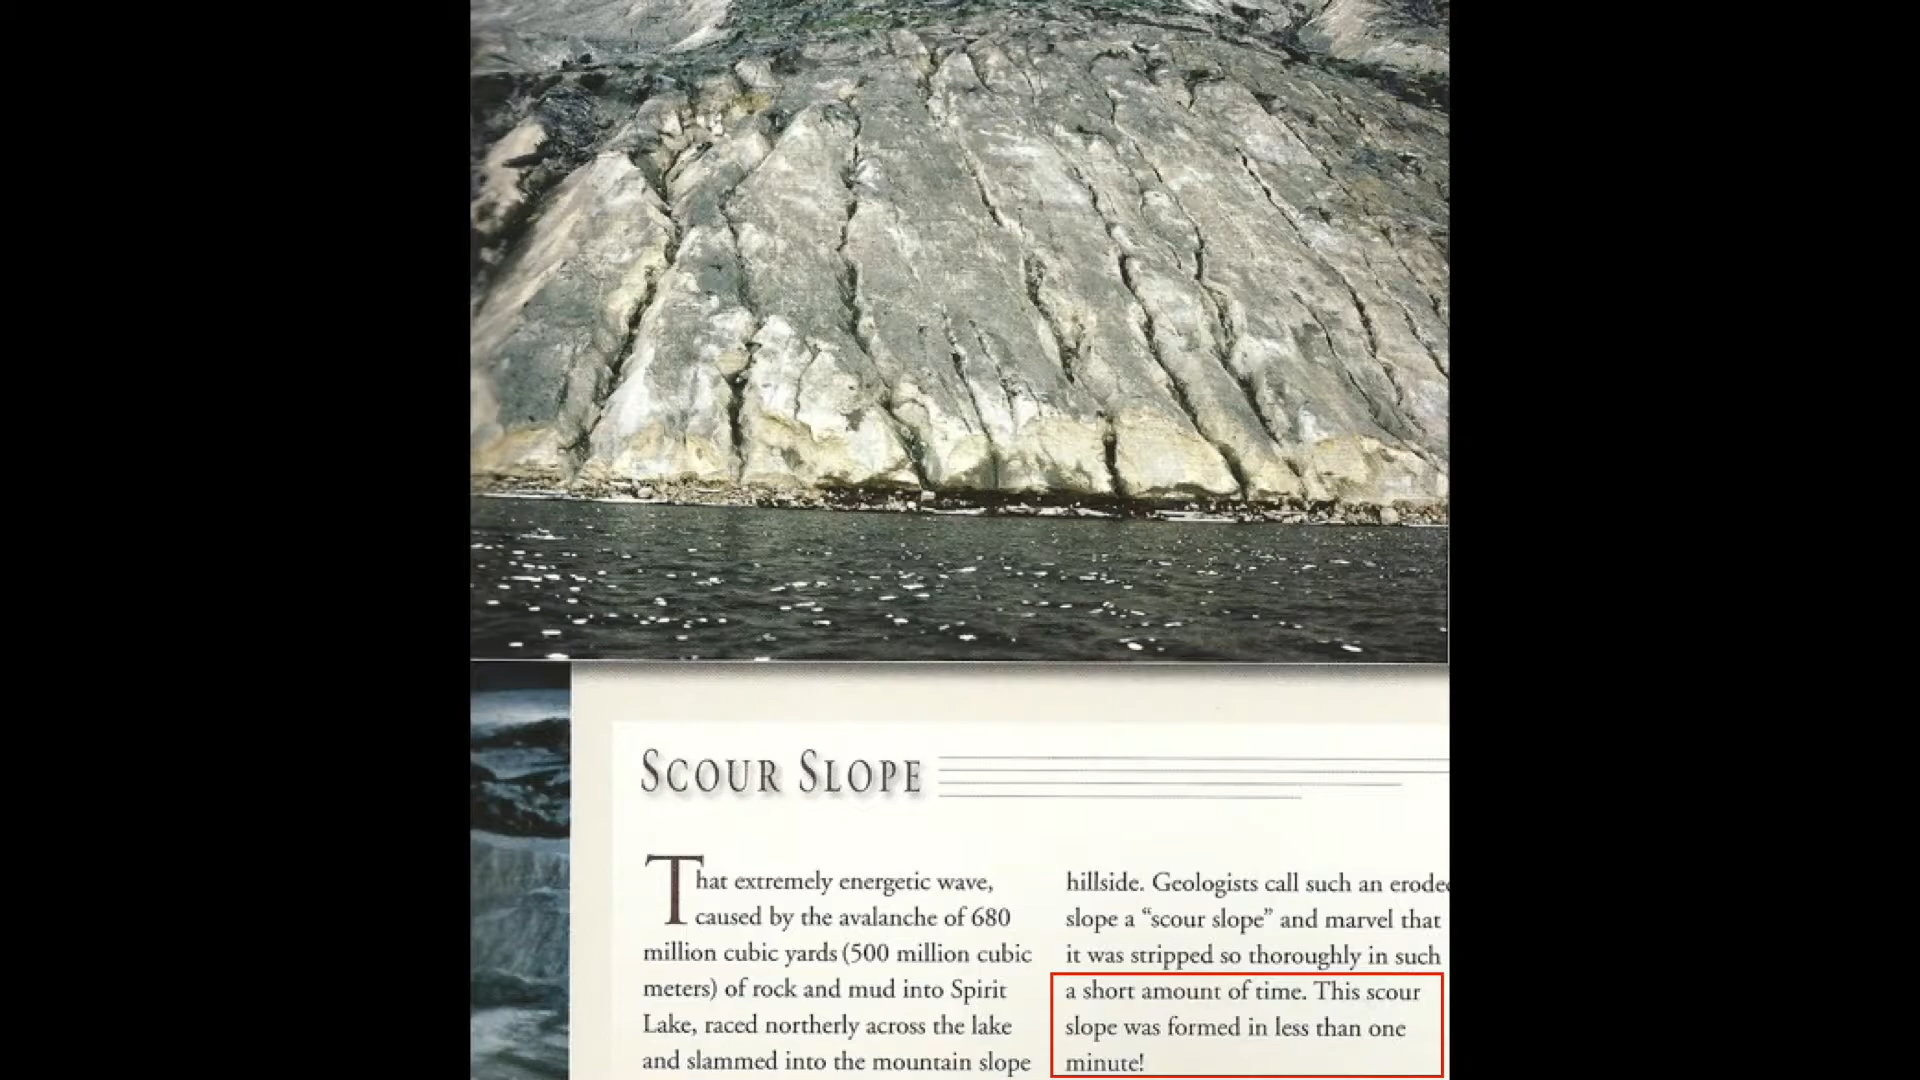 SCOUR SLOPE
That extremely energetic wave,
caused by the avalanche of 680
million cubic yards (500 million cubic
meters) of rock and mud into Spirit
Lake, raced northerly across the lake
and slammed into the mountain slope
hillside. Geologists call such an eroded
slope a “scour slope” and marvel that
it was stripped so thoroughly in such
a short amount of time. This scour
slope was formed in less than one
minute!